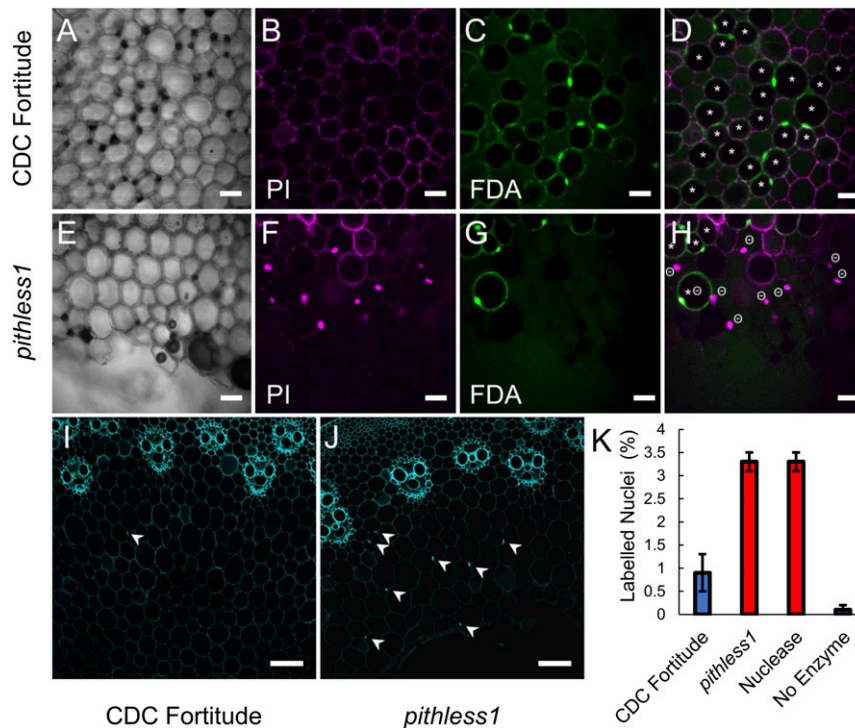 A
B
C
D
CDC Fortitude
PI
FDA
* * * * * * * * * * * * * * * * * * * *
E
F
G
H
pithless1
PI
FDA
I
J
K
Labelled Nuclei (%)
4
3.5
3
2.5
2
1.5
1
0.5
0
CDC Fortitude
pithless1
Nuclease
No Enzyme
CDC Fortitude
pithless1